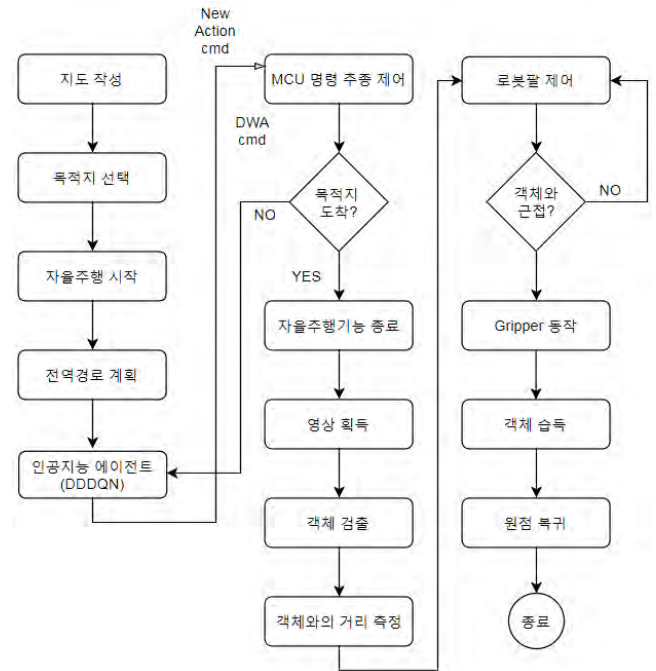 지도 작성
목적지 선택
자율주행 시작
전역경로 계획
인공지능 에이전트
(DDDQN)
New
Action
cmd
MCU 명령 추종 제어
DWA
cmd
목적지
도착?
NO
YES
자율주행기능 종료
영상 획득
객체 검출
객체와의 거리 측정
로봇팔 제어
객체와
근접?
NO
Gripper 동작
객체 습득
원점 복귀
종료